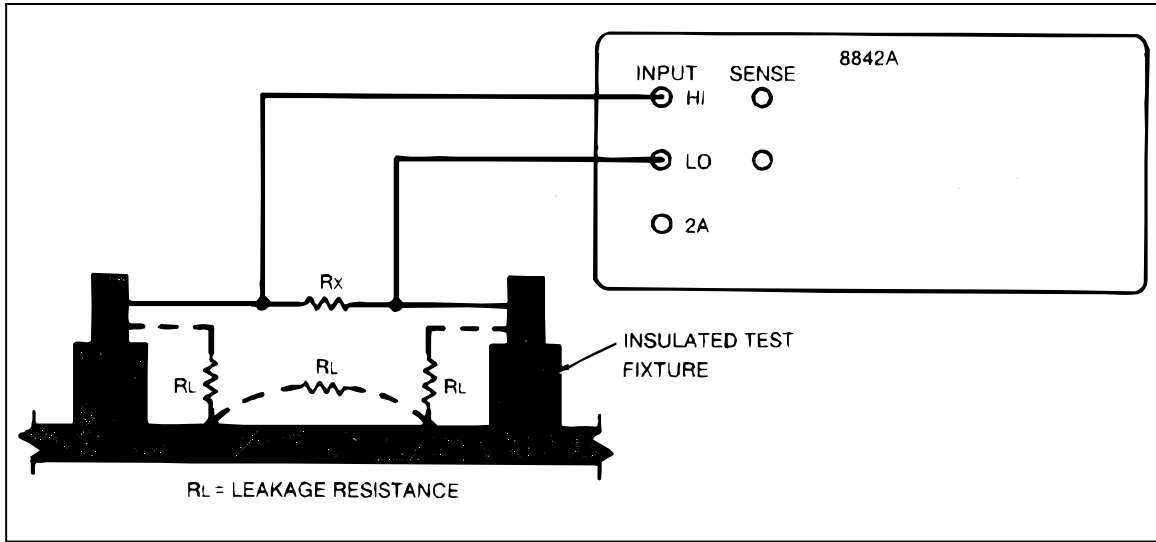 8842A
INPUT SENSE
HI
LO
2A
RX
RL
RL
RL
INSULATED TEST
FIXTURE
RL = LEAKAGE RESISTANCE